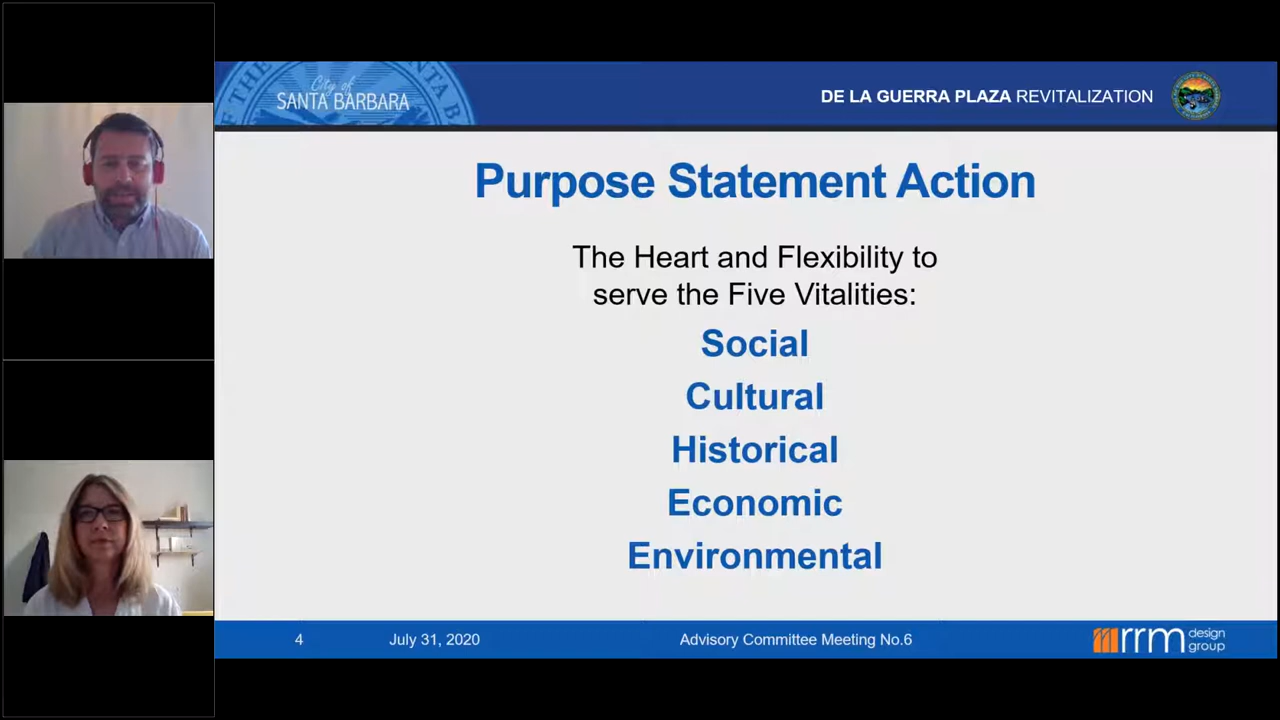 City of
SANTA BARBARA
DE LA GUERRA PLAZA REVITALIZATION
Purpose Statement Action
The Heart and Flexibility to
serve the Five Vitalities:
Social
Cultural
Historical
Economic
Environmental
4 July 31, 2020 Advisory Committee Meeting No.6
rrm design
group